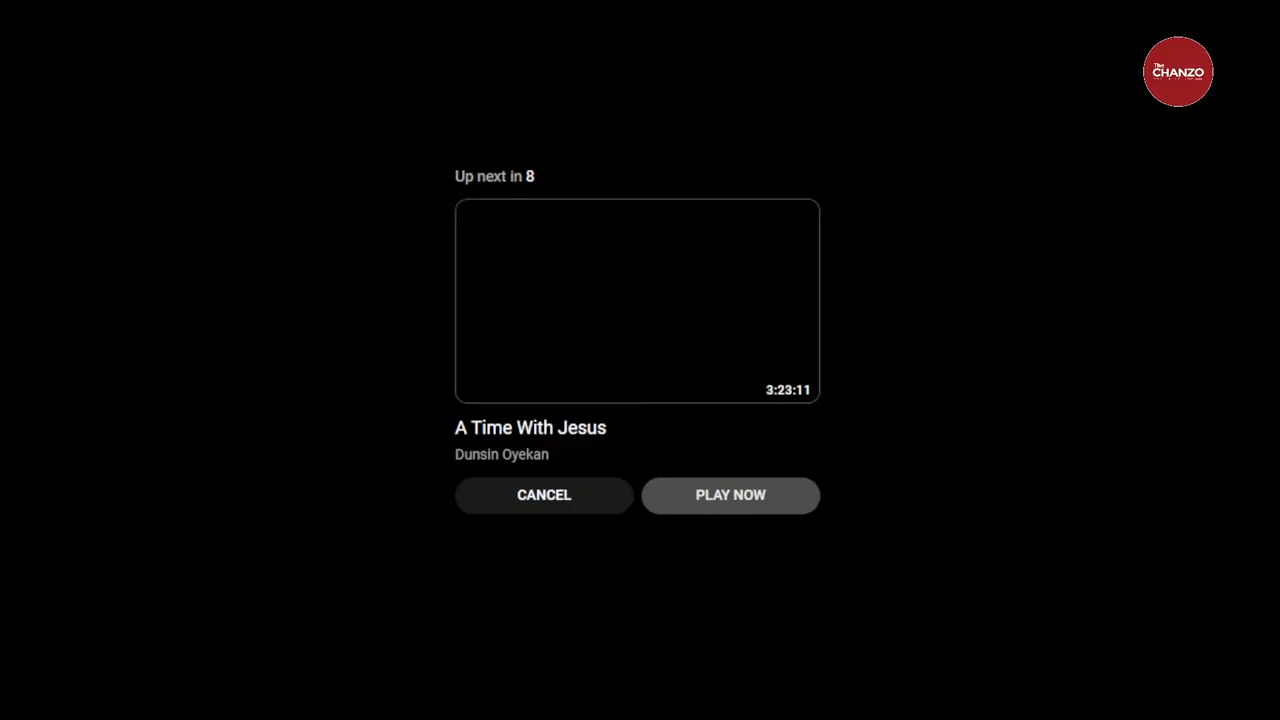 The
CHANZO
Up next in 8
3:23:11
A Time With Jesus
Dunsin Oyekan
CANCEL
PLAY NOW